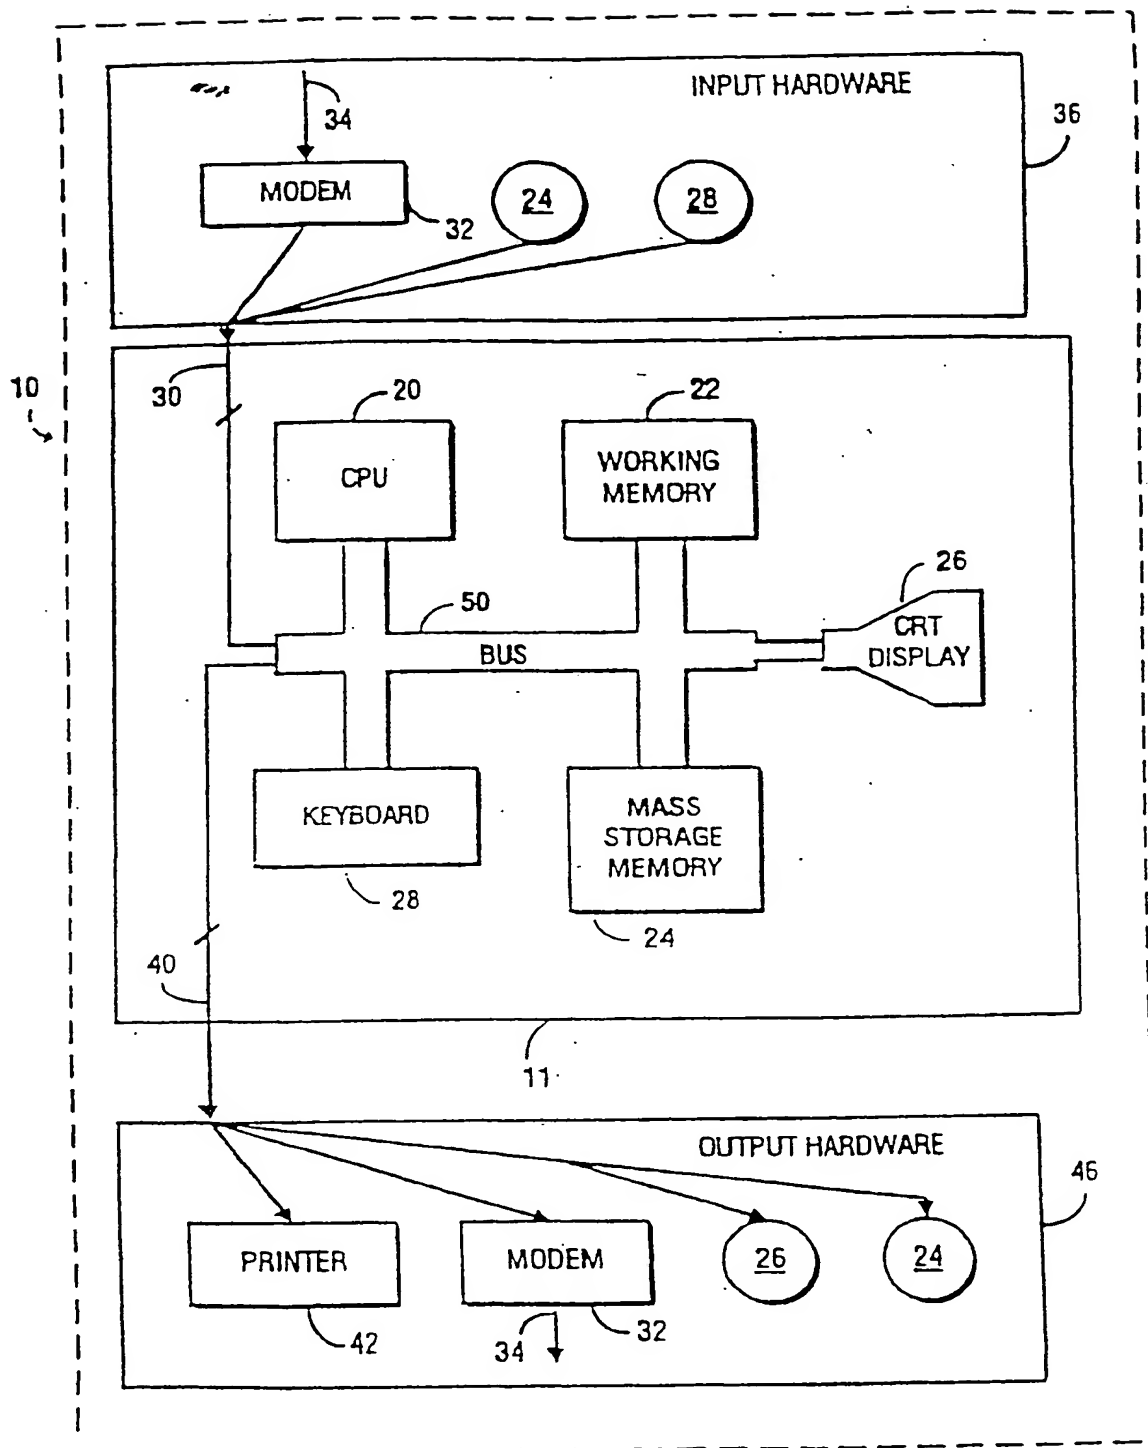 INPUT HARDWARE
34
36
MODEM
32
24
28
10
30
20
22
CPU
WORKING
MEMORY
26
50
BUS
CRT
DISPLAY
KEYBOARD
MASS
STORAGE
MEMORY
28
24
40
11
OUTPUT HARDWARE
46
PRINTER
MODEM
26
24
42
34
32